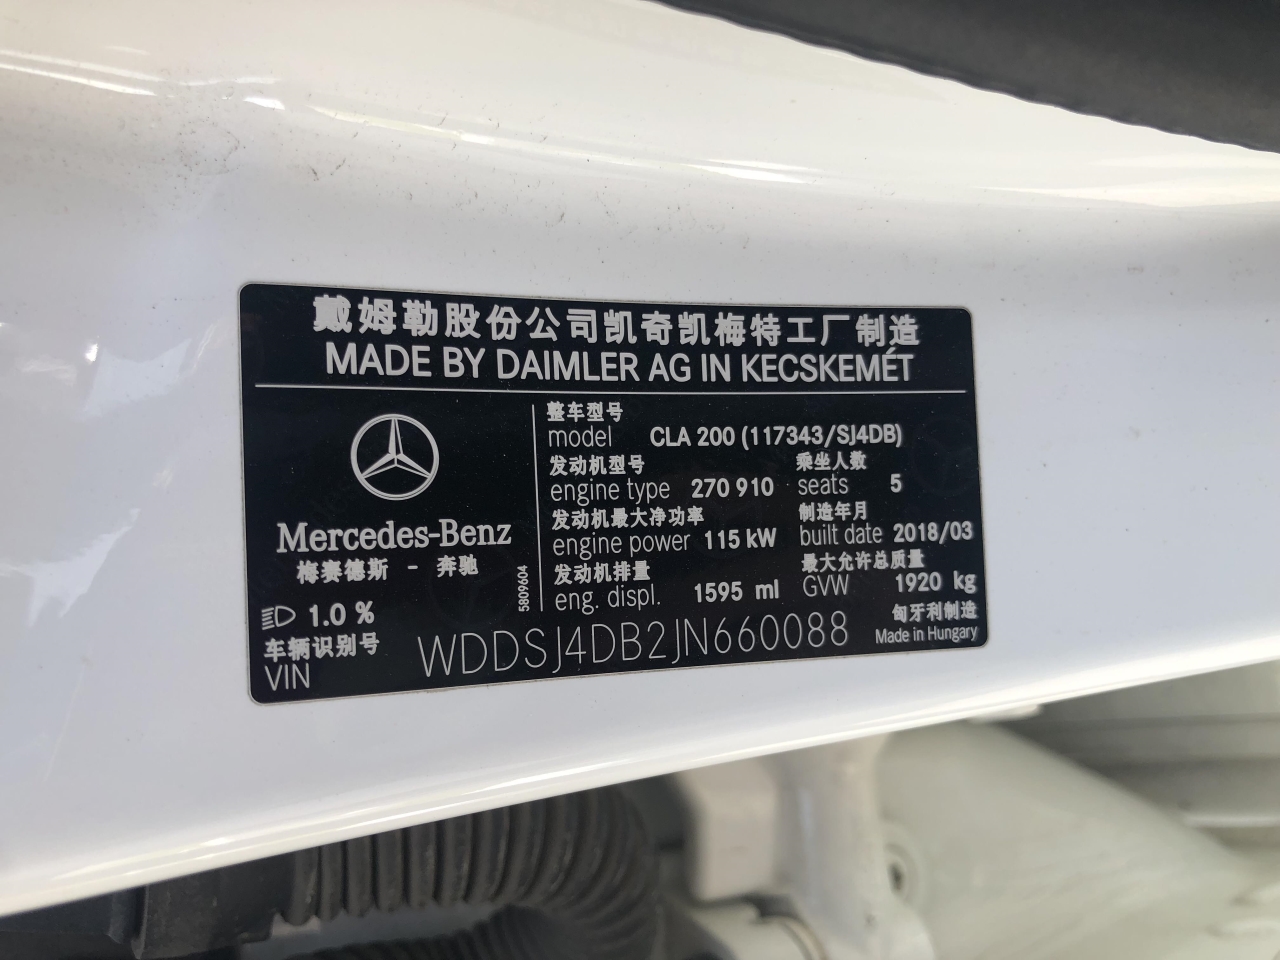 戴姆勒股份公司凯奇凯梅特工厂制造
MADE BY DAIMLER AG IN KECSKEMÉT
整车型号
model CLA 200 (117343/SJ4DB)
发动机型号 乘坐人数
engine type 270 910 seats 5
发动机最大净功率 制造年月
engine power 115 kW built date 2018/03
发动机排量 最大允许总质量
eng. displ. 1595 ml GVW 1920 kg
Mercedes-Benz
梅赛德斯 - 奔驰
5809604
1.0 %
车辆识别号
VIN WDDSJ4DB2JN660088
匈牙利制造
Made in Hungary